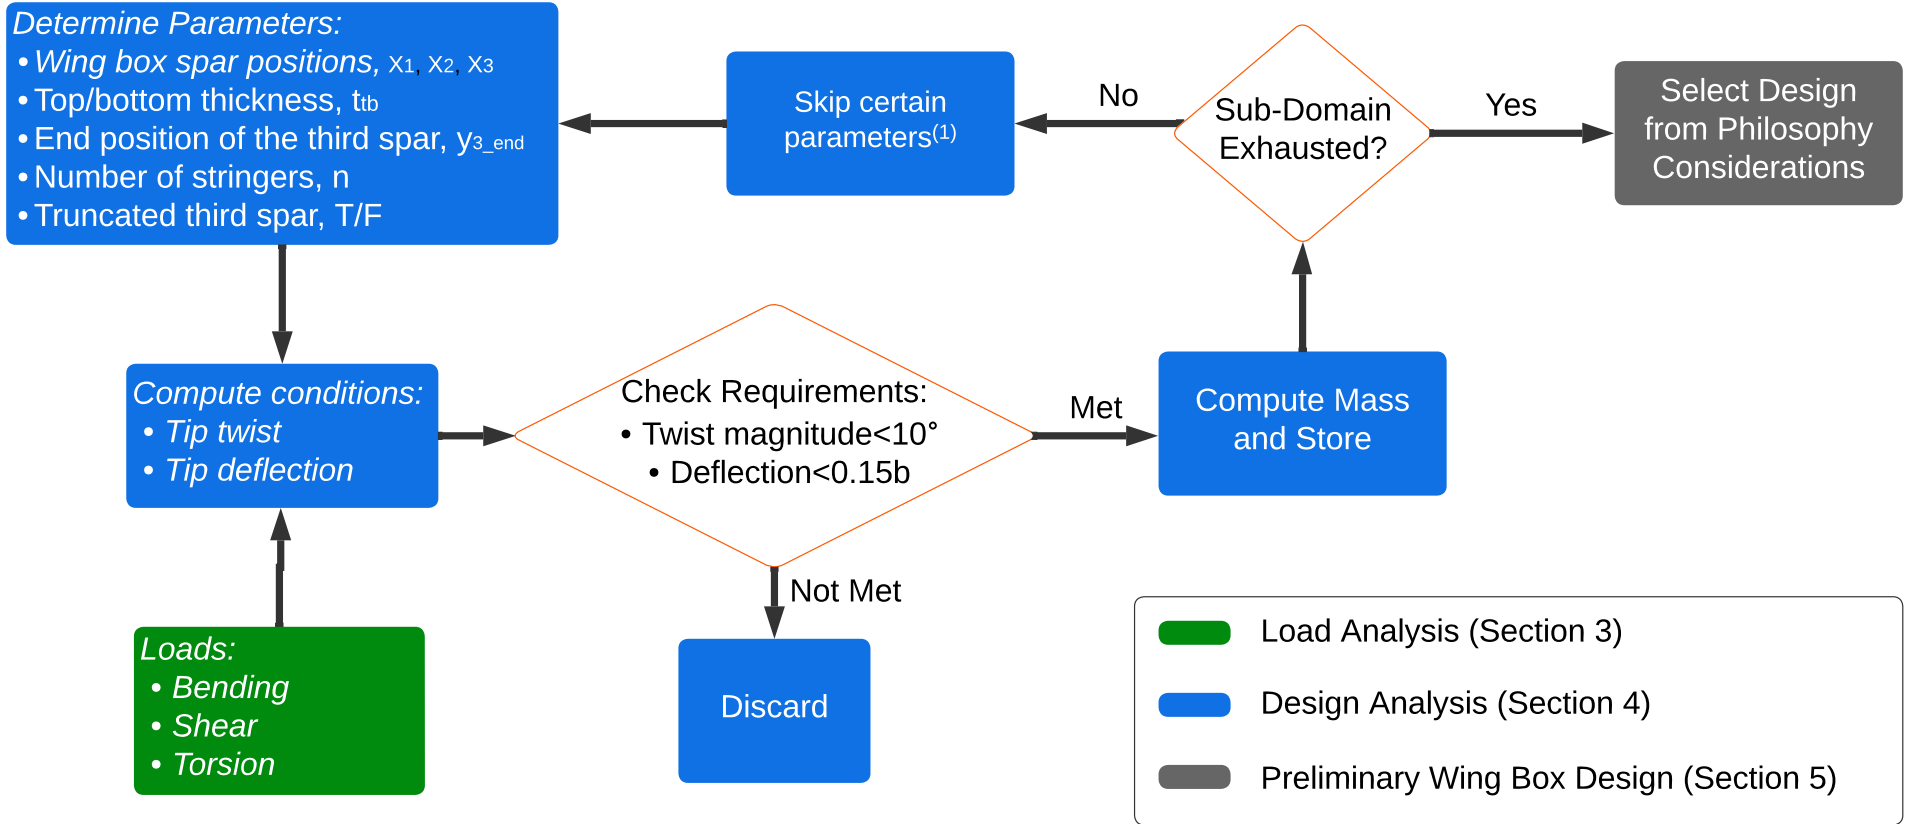 Determine Parameters:
• Wing box spar positions, x1, x2, x3
• Top/bottom thickness, ttb
• End position of the third spar, y3_end
• Number of stringers, n
• Truncated third spar, T/F
Skip certain
parameters(1)
No
Sub-Domain
Exhausted?
Yes
Select Design
from Philosophy
Considerations
Compute conditions:
• Tip twist
• Tip deflection
Check Requirements:
• Twist magnitude<10°
• Deflection<0.15b
Met
Compute Mass
and Store
Not Met
Discard
Loads:
• Bending
• Shear
• Torsion
Load Analysis (Section 3)
Design Analysis (Section 4)
Preliminary Wing Box Design (Section 5)